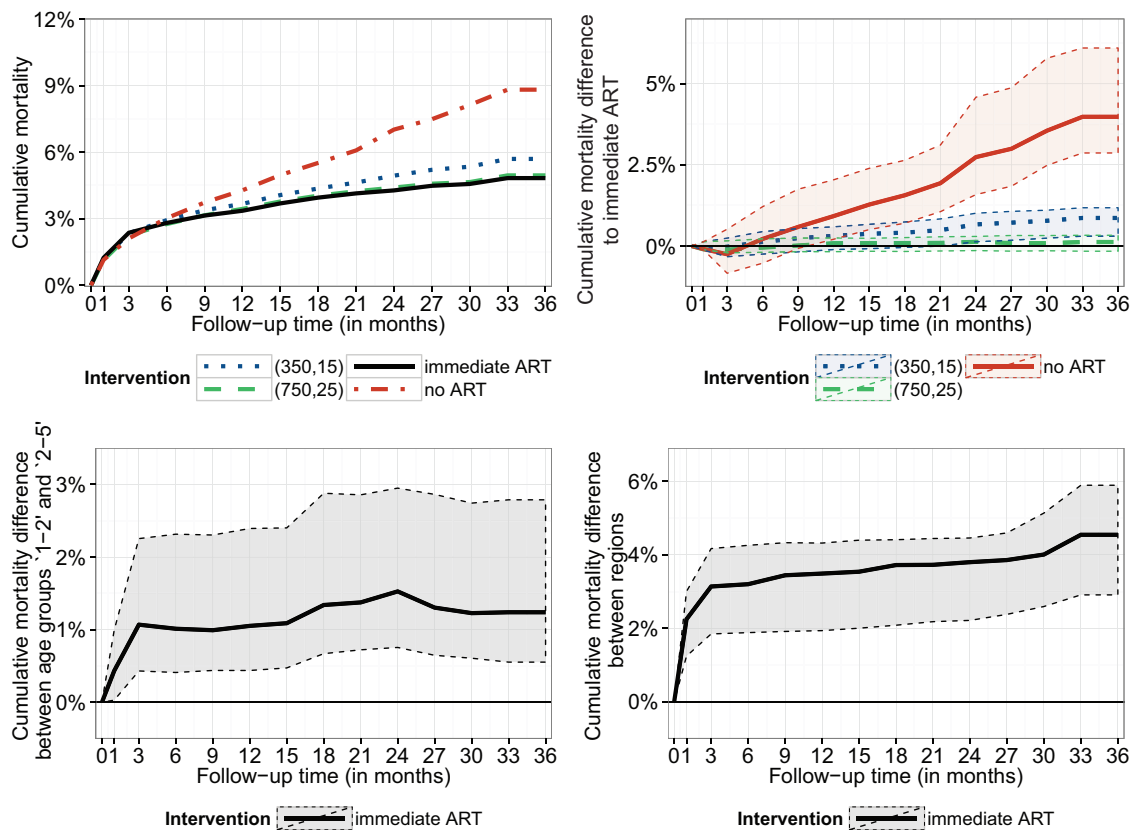 12%
9%
6%
3%
0%
Cumulative mortality
0 1 3 6 9 12 15 18 21 24 27 30 33 36
Follow−up time (in months)
Intervention (350,15) immediate ART
(750,25) no ART
5%
2.5%
0%
Cumulative mortality difference
to immediate ART
0 1 3 6 9 12 15 18 21 24 27 30 33 36
Follow−up time (in months)
Intervention (350,15) no ART
(750,25)
3%
2%
1%
0%
Cumulative mortality difference
between age groups `1−2' and `2−5'
0 1 3 6 9 12 15 18 21 24 27 30 33 36
Follow−up time (in months)
Intervention immediate ART
6%
4%
2%
0%
Cumulative mortality difference
between regions
0 1 3 6 9 12 15 18 21 24 27 30 33 36
Follow−up time (in months)
Intervention immediate ART